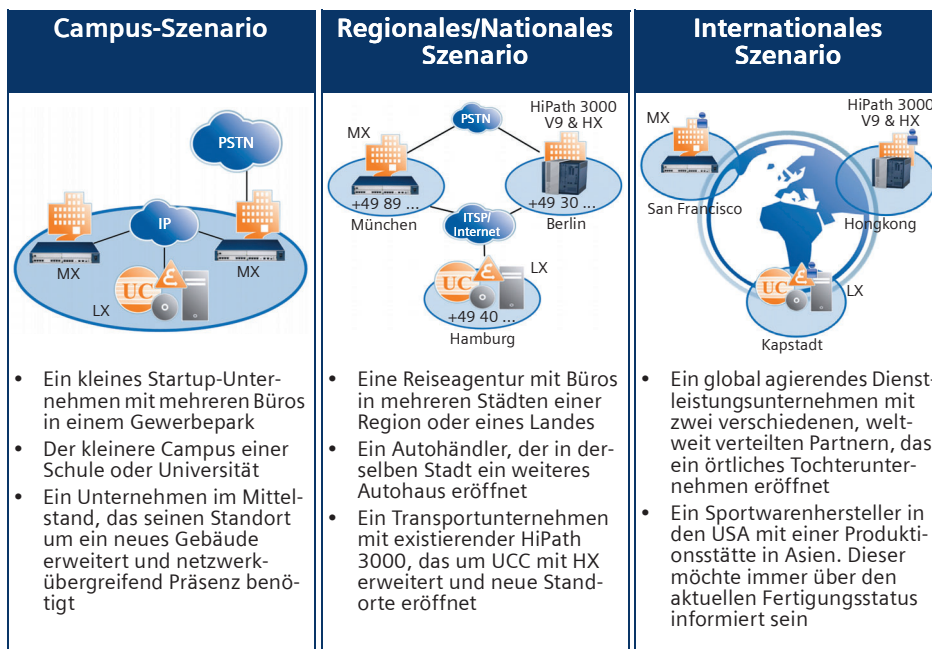 Campus-Szenario
PSTN
IP
MX
MX
UC
LX
• Ein kleines Startup-Unter-
nehmen mit mehreren Büros
in einem Gewerbepark
• Der kleinere Campus einer
Schule oder Universität
• Ein Unternehmen im Mittel-
stand, das seinen Standort
um ein neues Gebäude
erweitert und netzwerk-
übergreifend Präsenz benö-
tigt
Regionales/Nationales
Szenario
HiPath 3000
V9 & HX
PSTN
MX
+49 89 ...
München
ITSP/
Internet
+49 30 ...
Berlin
UC
LX
+49 40 ...
Hamburg
• Eine Reiseagentur mit Büros
in mehreren Städten einer
Region oder eines Landes
• Ein Autohändler, der in der-
selben Stadt ein weiteres
Autohaus eröffnet
• Ein Transportunternehmen
mit existierender HiPath
3000, das um UCC mit HX
erweitert und neue Stand-
orte eröffnet
Internationales
Szenario
HiPath 3000
V9 & HX
MX
San Francisco
Hongkong
UC
LX
Kapstadt
• Ein global agierendes Dienst-
leistungsunternehmen mit
zwei verschiedenen, welt-
weit verteilten Partnern, das
ein örtliches Tochterunter-
nehmen eröffnet
• Ein Sportwarenhersteller in
den USA mit einer Produkti-
onsstätte in Asien. Dieser
möchte immer über den
aktuellen Fertigungsstatus
informiert sein